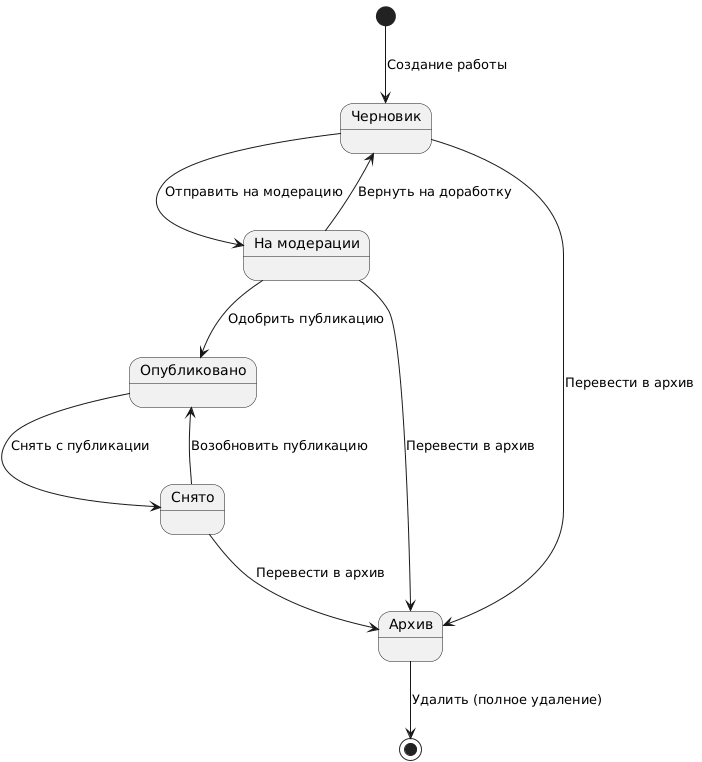 Создание работы
Черновик
Отправить на модерацию
Вернуть на доработку
На модерации
Одобрить публикацию
Опубликовано
Перевести в архив
Снять с публикации
Возобновить публикацию
Перевести в архив
Снято
Перевести в архив
Архив
Удалить (полное удаление)